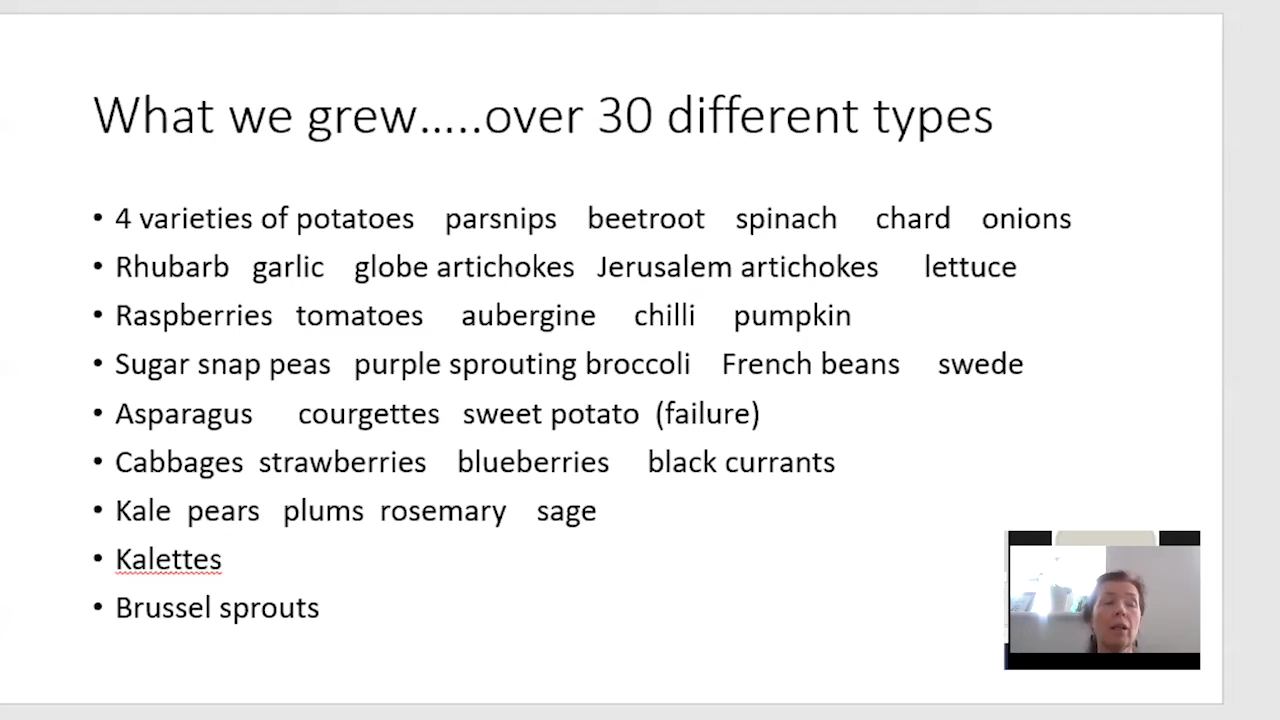 What we grew.....over 30 different types
• 4 varieties of potatoes parsnips beetroot spinach chard onions
• Rhubarb garlic globe artichokes Jerusalem artichokes lettuce
• Raspberries tomatoes aubergine chilli pumpkin
• Sugar snap peas purple sprouting broccoli French beans swede
• Asparagus courgettes sweet potato (failure)
• Cabbages strawberries blueberries black currants
• Kale pears plums rosemary sage
• Kalettes
• Brussel sprouts